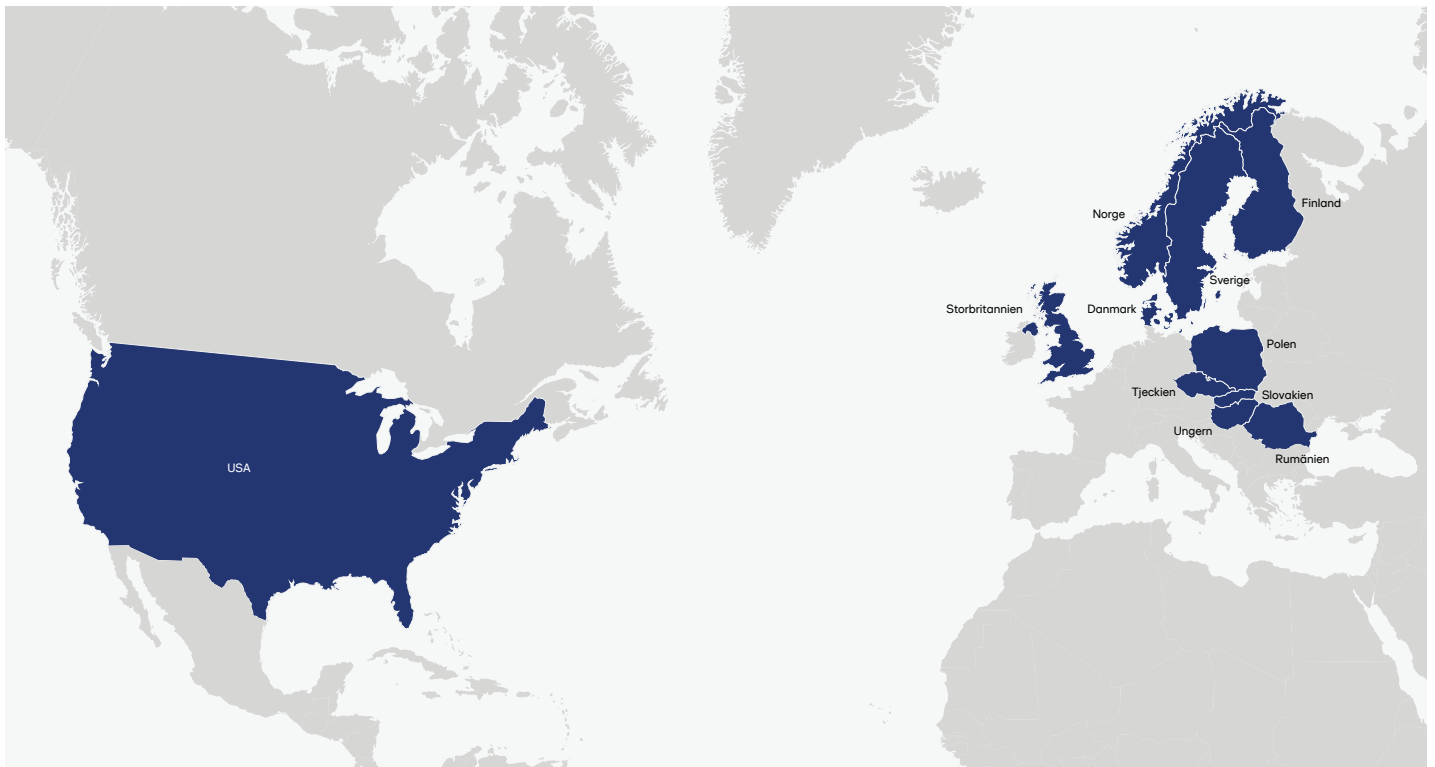 Norge
Finland
Sverige
Storbritannien
Danmark
Polen
Tjeckien
Slovakien
Ungern
Rumänien
USA